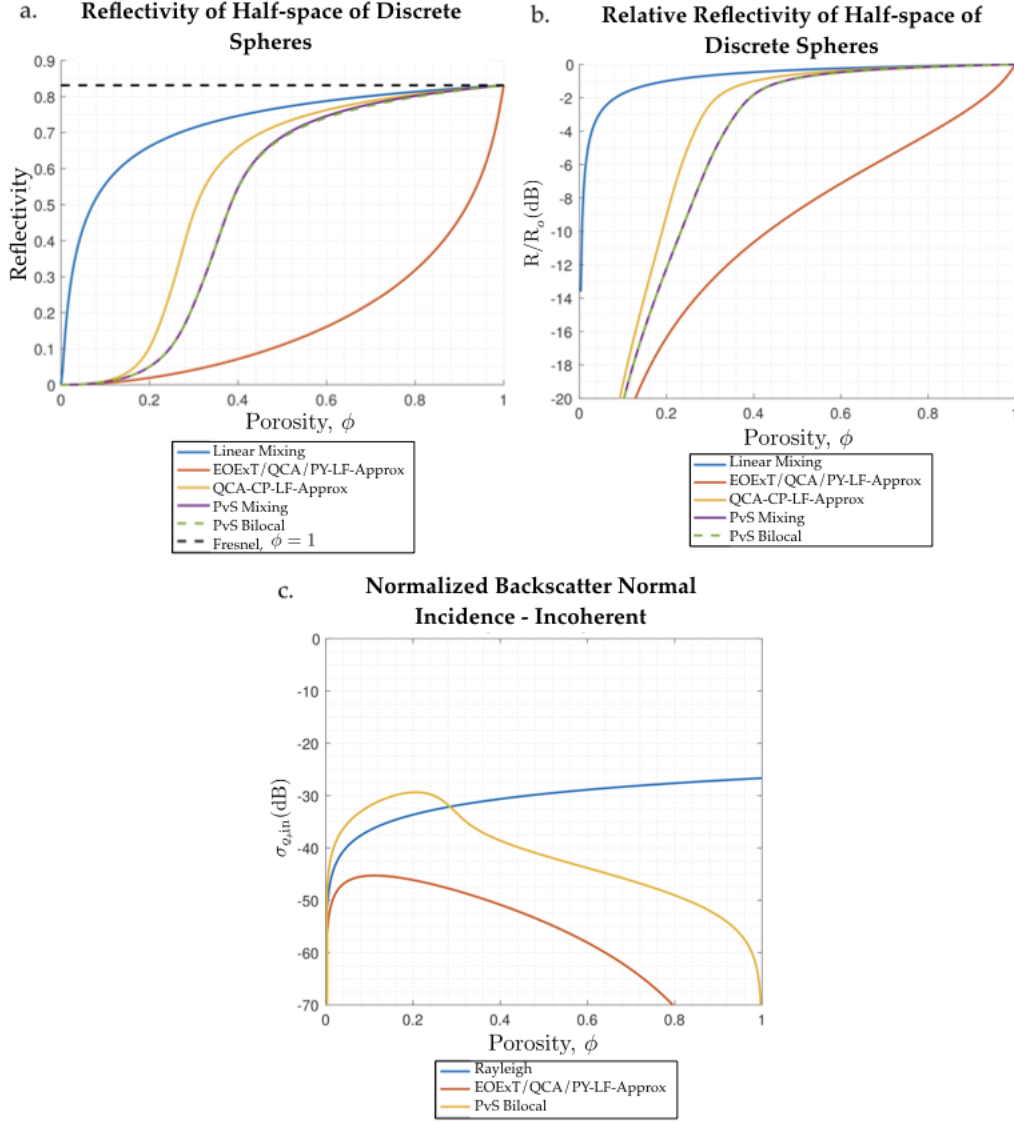 a.
Reflectivity of Half-space of Discrete
Spheres
0.9
0.8
0.7
0.6
0.5
0.4
0.3
0.2
0.1
0
Reflectivity
0 0.2 0.4 0.6 0.8 1
Porosity, ϕ
Linear Mixing
EOExT/QCA/PY-LF-Approx
QCA-CP-LF-Approx
PvS Mixing
PvS Bilocal
Fresnel, ϕ = 1
b.
Relative Reflectivity of Half-space of
Discrete Spheres
0
-2
-4
-6
-8
-10
-12
-14
-16
-18
-20
R/R_o(dB)
0 0.2 0.4 0.6 0.8 1
Porosity, ϕ
Linear Mixing
EOExT/QCA/PY-LF-Approx
QCA-CP-LF-Approx
PvS Mixing
PvS Bilocal
c.
Normalized Backscatter Normal
Incidence - Incoherent
0
-10
-20
-30
-40
-50
-60
-70
σ_Q,in(dB)
0 0.2 0.4 0.6 0.8 1
Porosity, ϕ
Rayleigh
EOExT/QCA/PY-LF-Approx
PvS Bilocal